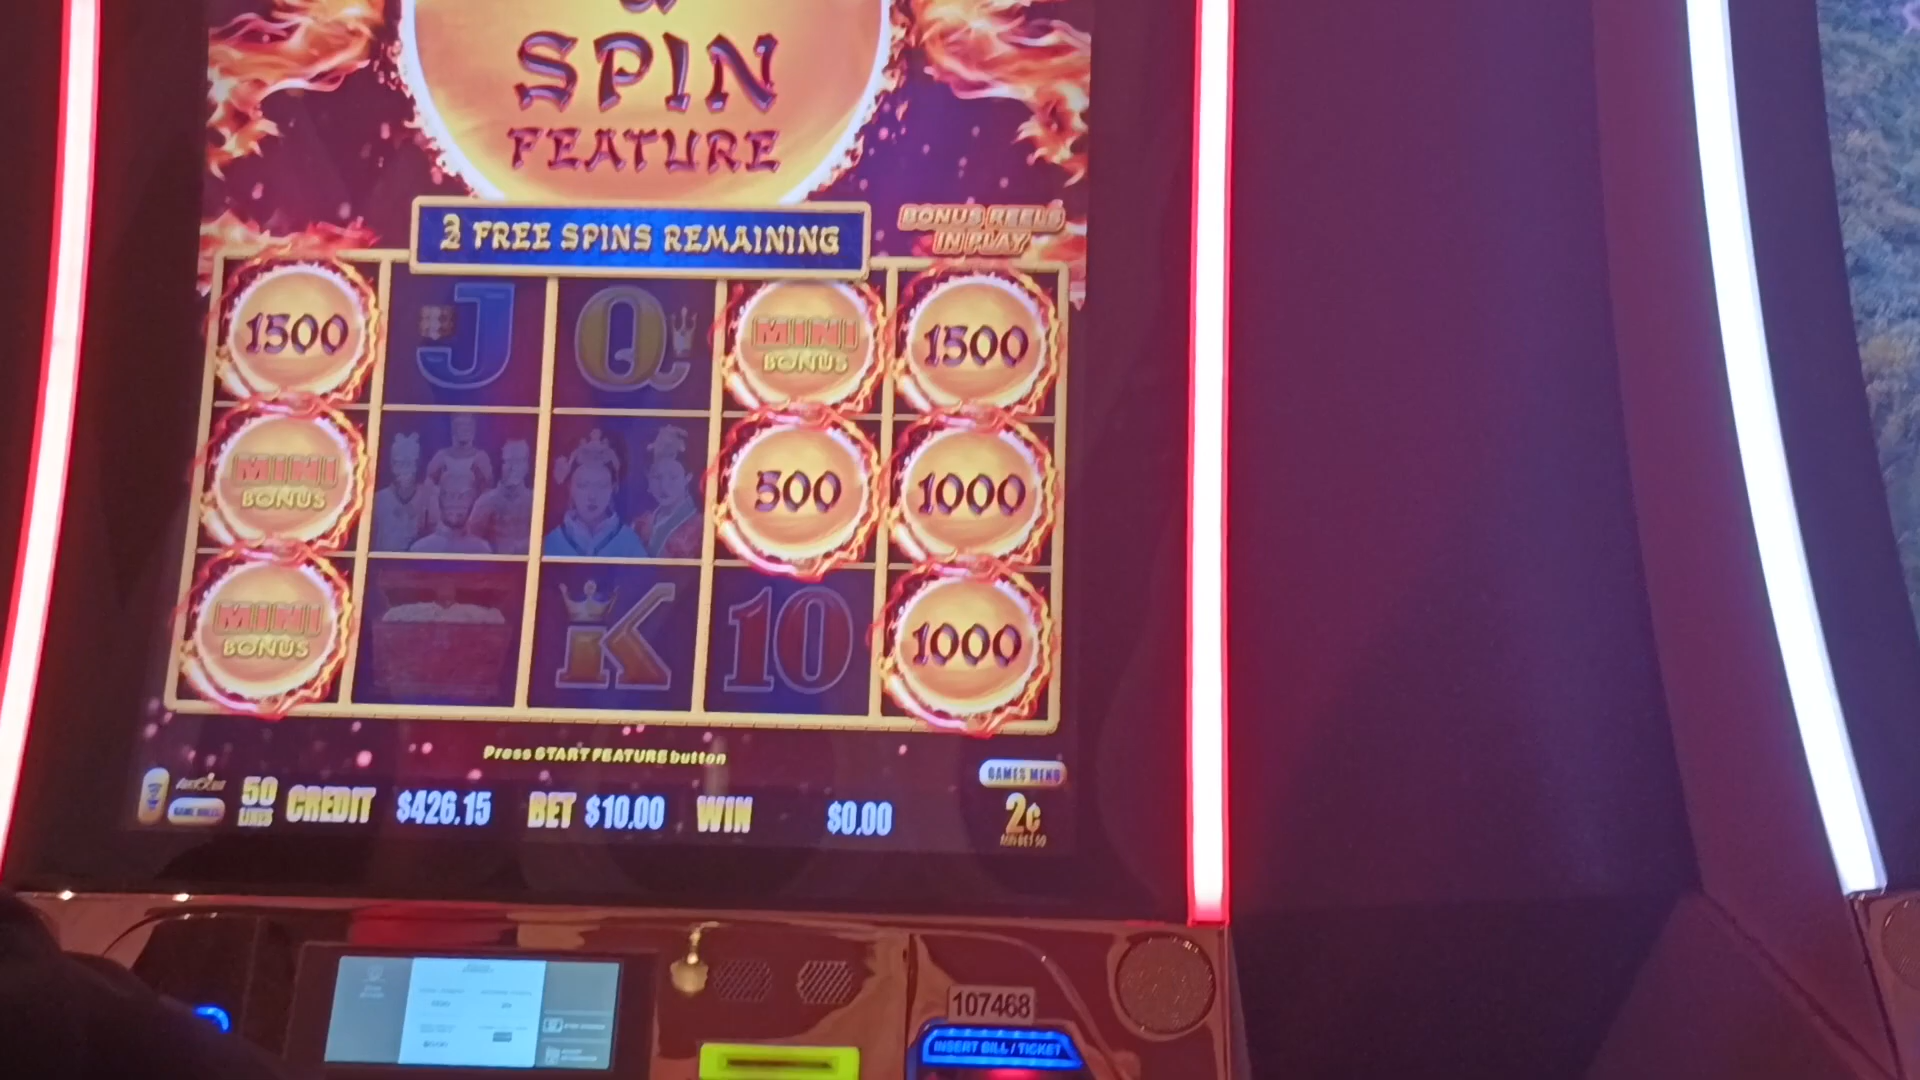 SPIN
FEATURE
FREE SPINS REMAINING
BONUS REELS
IN PLAY
1500
J
Q
MINI
BONUS
1500
MINI
BONUS
500
1000
MINI
BONUS
K
10
1000
Press START FEATURE button
GAMES MENU
50
LINES
CREDIT $426.15 BET $10.00 WIN $0.00
2¢
107468
INSERT BILL / TICKET